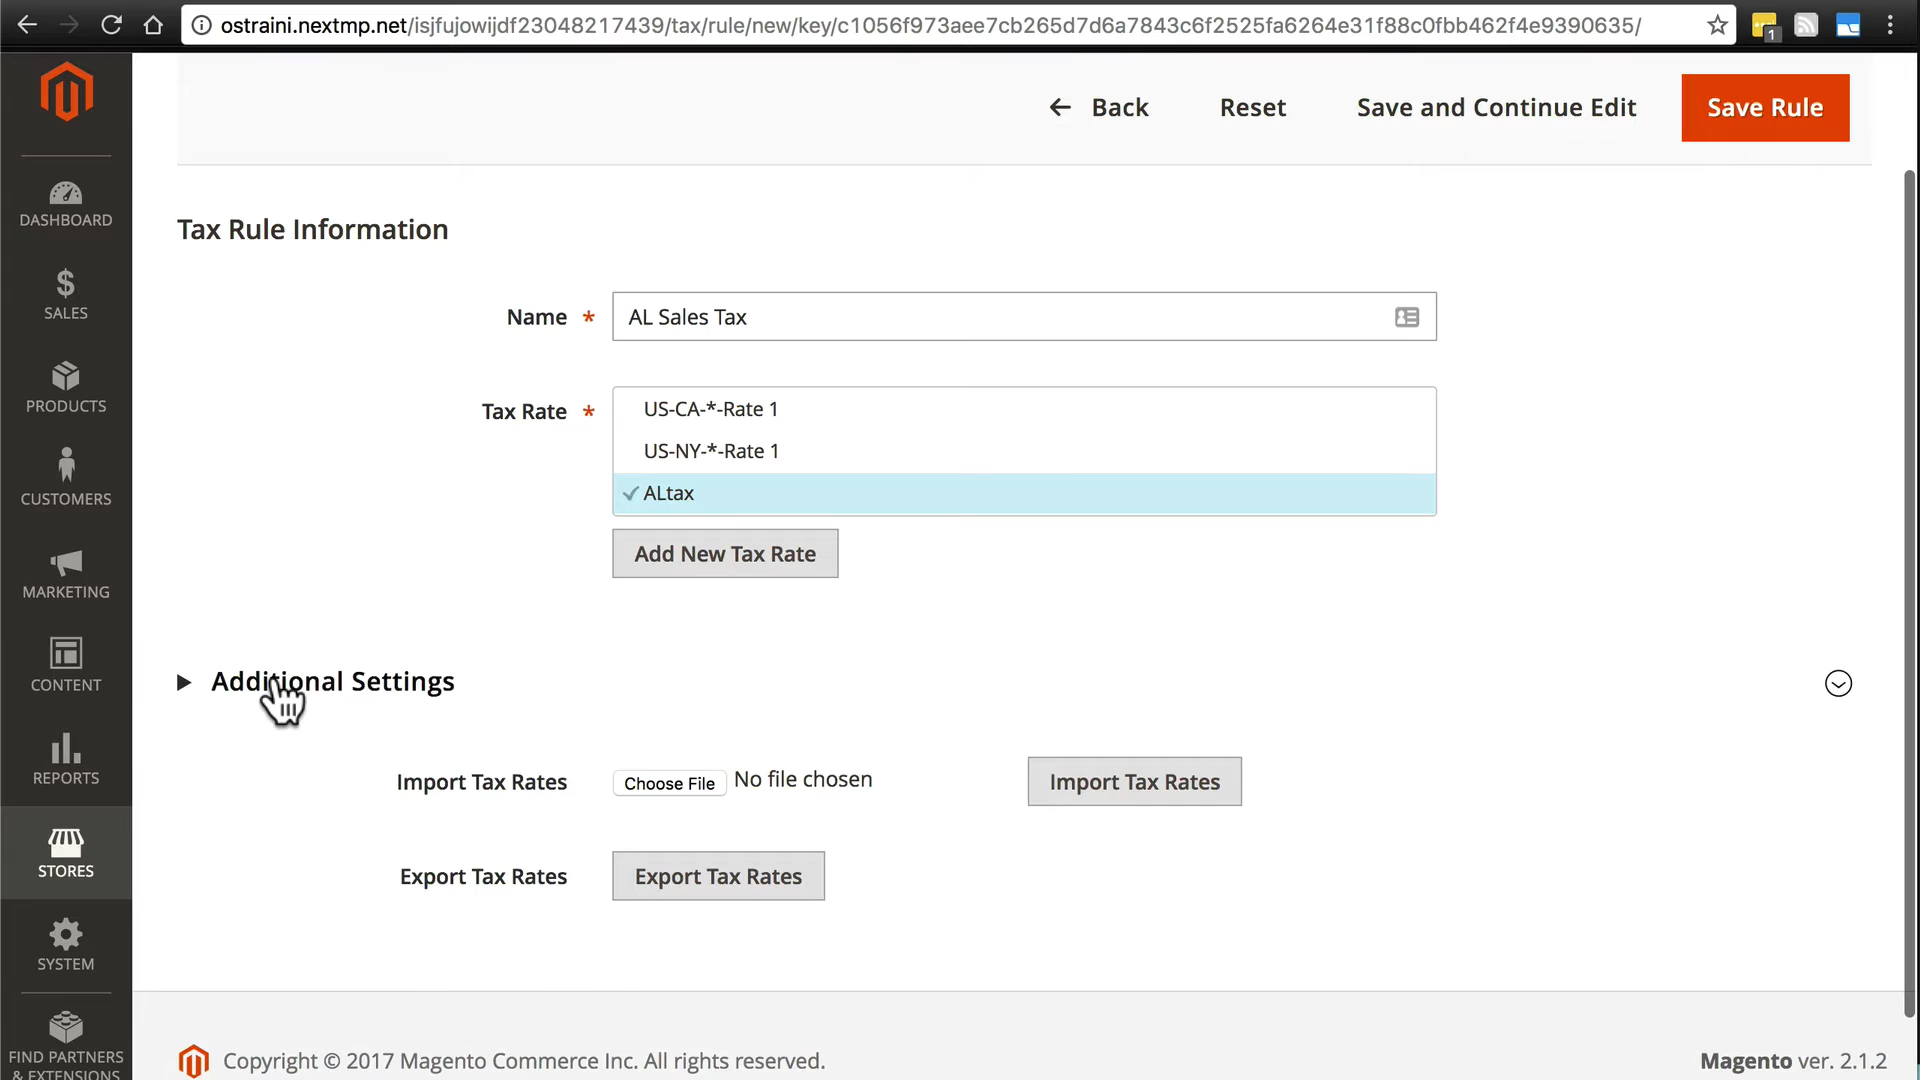 ostraini.nextmp.net/isjfujowijdf23048217439/tax/rule/new/key/c1056f973aee7cb265d7d6a7843c6f2525fa6264e31f88c0fbb462f4e9390635/
1
Back
Reset
Save and Continue Edit
Save Rule
DASHBOARD
SALES
PRODUCTS
CUSTOMERS
MARKETING
CONTENT
REPORTS
STORES
SYSTEM
FIND PARTNERS
& EXTENSIONS
Tax Rule Information
Name *
AL Sales Tax
Tax Rate *
US-CA-*-Rate 1
US-NY-*-Rate 1
ALtax
Add New Tax Rate
Additional Settings
Import Tax Rates
Choose File No file chosen
Import Tax Rates
Export Tax Rates
Export Tax Rates
Copyright © 2017 Magento Commerce Inc. All rights reserved.
Magento ver. 2.1.2